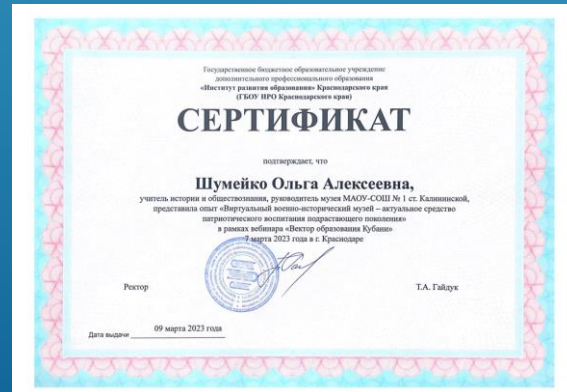 Государственное бюджетное образовательное учреждение
дополнительного профессионального образования
«Институт развития образования» Краснодарского края
(ГБОУ ИРО Краснодарского края)
СЕРТИФИКАТ
подтверждает, что
Шумейко Ольга Алексеевна,
учитель истории и обществознания, руководитель музея МАОУ-СОШ № 1 ст. Калининской,
представила опыт «Виртуальный военно-исторический музей – актуальное средство
патриотического воспитания подрастающего поколения»
в рамках вебинара «Вектор образования Кубани»
7 марта 2023 года в г. Краснодаре
Ректор Т.А. Гайдук
Дата выдачи 09 марта 2023 года